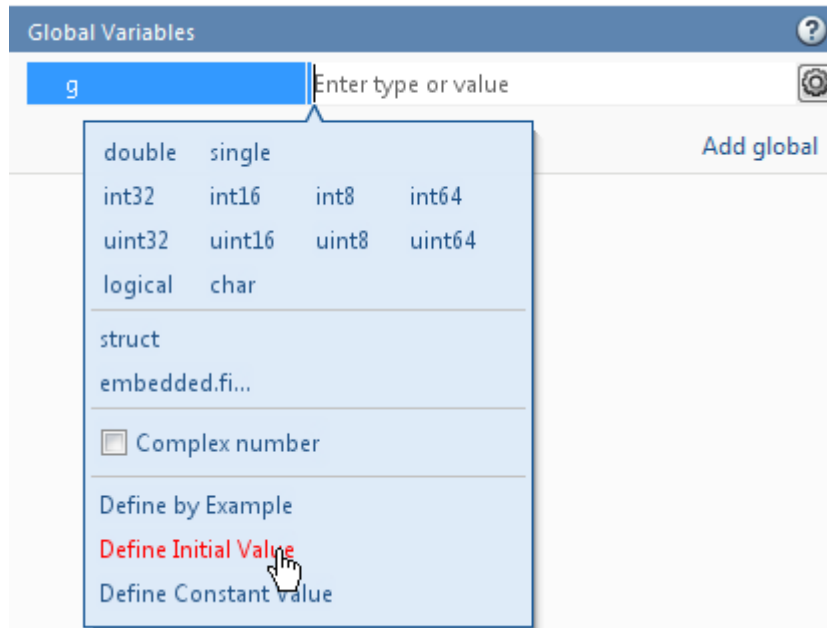 Global Variables ?
g Enter type or value
Add global
double single
int32 int16 int8 int64
uint32 uint16 uint8 uint64
logical char
struct
embedded.fi...
Complex number
Define by Example
Define Initial Value
Define Constant Value